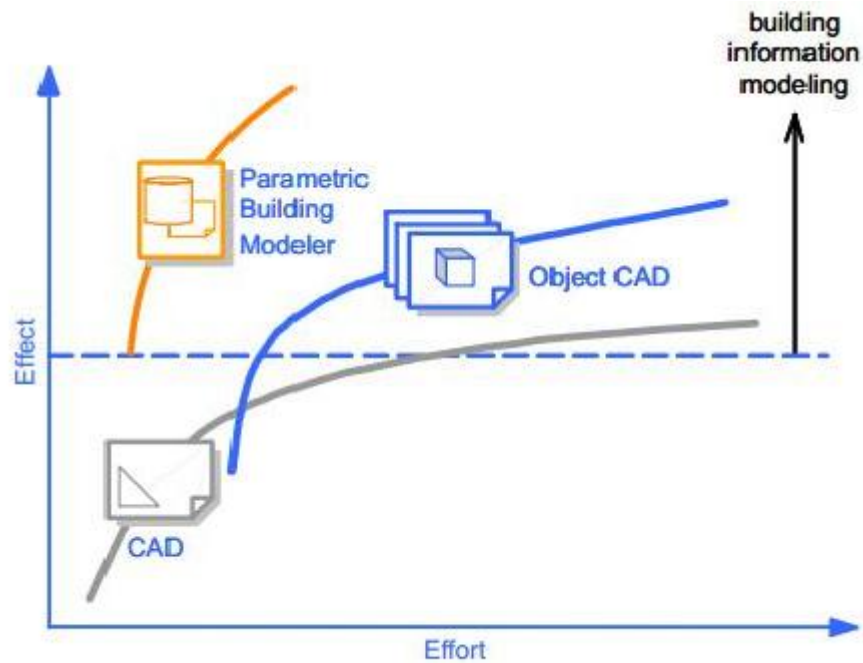 building
information
modeling
Parametric
Building
Modeler
Object CAD
Effect
CAD
Effort